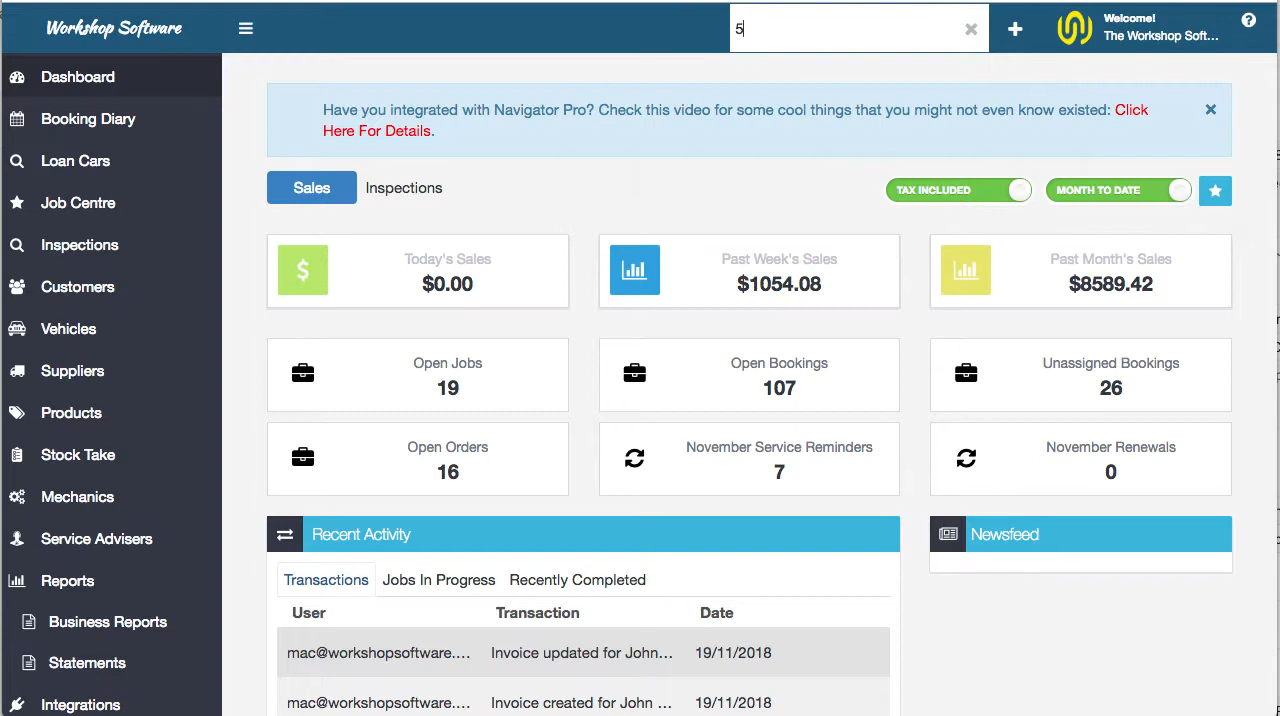 Workshop Software
5
Welcome!
The Workshop Soft...
Dashboard
Booking Diary
Loan Cars
Job Centre
Inspections
Customers
Vehicles
Suppliers
Products
Stock Take
Mechanics
Service Advisers
Reports
Business Reports
Statements
Integrations
Have you integrated with Navigator Pro? Check this video for some cool things that you might not even know existed: Click
Here For Details.
Sales
Inspections
TAX INCLUDED
MONTH TO DATE
Today's Sales
$0.00
Past Week's Sales
$1054.08
Past Month's Sales
$8589.42
Open Jobs
19
Open Bookings
107
Unassigned Bookings
26
Open Orders
16
November Service Reminders
7
November Renewals
0
Recent Activity
Transactions Jobs In Progress Recently Completed
User Transaction Date
mac@workshopsoftware.... Invoice updated for John... 19/11/2018
mac@workshopsoftware.... Invoice created for John ... 19/11/2018
Newsfeed